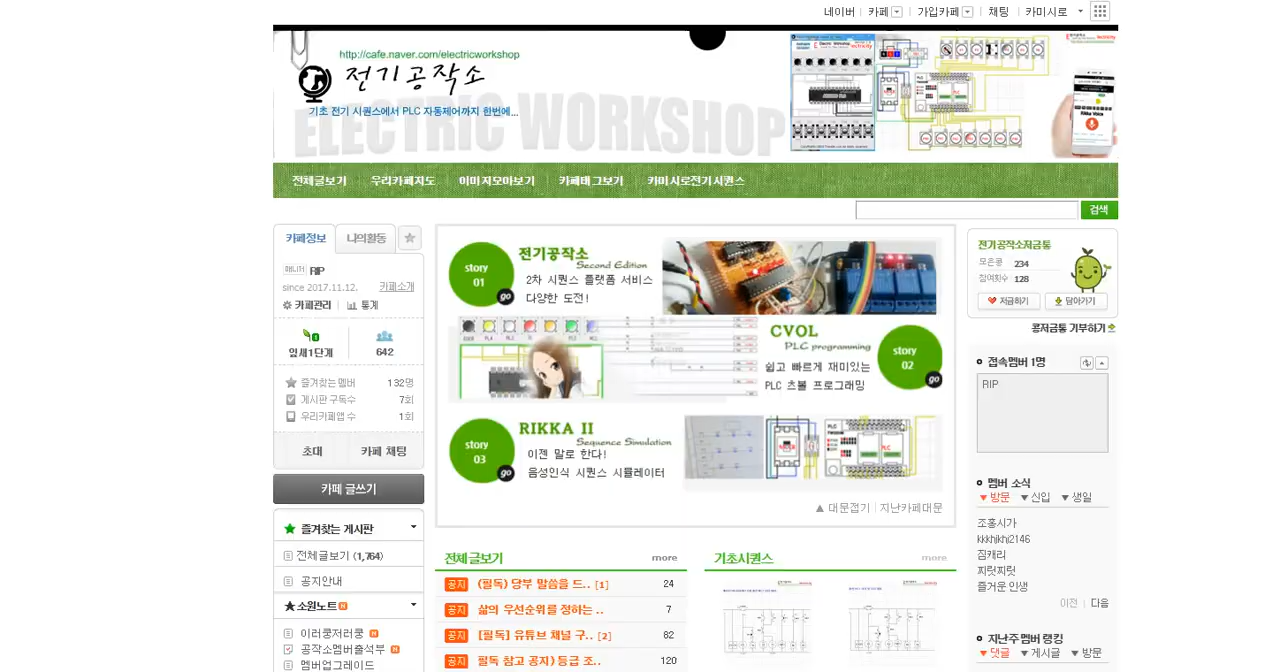 네이버 카페 가입카페 채팅 카미시로
http://cafe.naver.com/electricworkshop
전기공작소
기초 전기 시퀀스에서 PLC 자동제어까지 한번에...
ELECTRIC WORKSHOP
전체글보기 우리카페지도 이미지모아보기 카페태그보기 카미시로전기시퀀스
검색
카페정보 나의활동
매니저 RIP
since 2017.11.12. 카페소개
카페관리 통계
잎새1단계 642
즐겨찾는 멤버 132명
게시판 구독수 7회
우리카페앱 수 1회
초대 카페 채팅
카페 글쓰기
즐겨찾는 게시판
전체글보기 (1,764)
공지안내
소원노트
이러쿵저러쿵
공작소멤버출석부
멤버업그레이드
story 01 go
전기공작소
Second Edition
2차 시퀀스 플랫폼 서비스
다양한 도전!
CVOL
PLC programming
쉽고 빠르게 재미있는
PLC 츠볼 프로그래밍
story 02 go
story 03 go
RIKKA II
Sequence Simulation
이젠 말로 한다!
음성인식 시퀀스 시뮬레이터
▲ 대문접기 지난카페대문
전체글보기 more
공지 (필독) 당부 말씀을 드.. [1] 24
공지 삶의 우선순위를 정하는 .. 7
공지 [필독] 유튜브 채널 구.. [2] 82
공지 필독 참고 공지) 등급 조.. 120
기초시퀀스 more
전기공작소저금통
모은콩 234
참여횟수 128
저금하기 담아가기
콩저금통 기부하기
접속멤버 1명
RIP
멤버 소식
▼방문 ▼신입 ▼생일
조홍시가
kkkhjkhj2146
짐캐리
찌릿찌릿
즐거운 인생
이전 다음
지난주 멤버 랭킹
▼댓글 ▼게시글 ▼방문